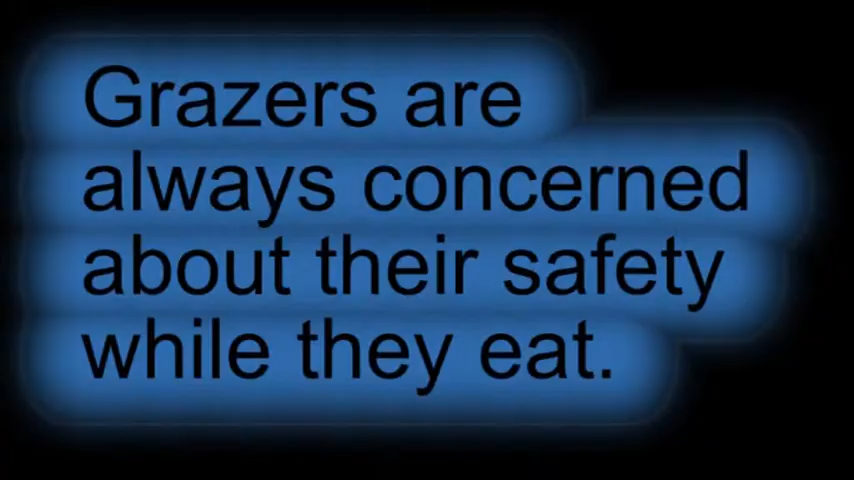 Grazers are
always concerned
about their safety
while they eat.